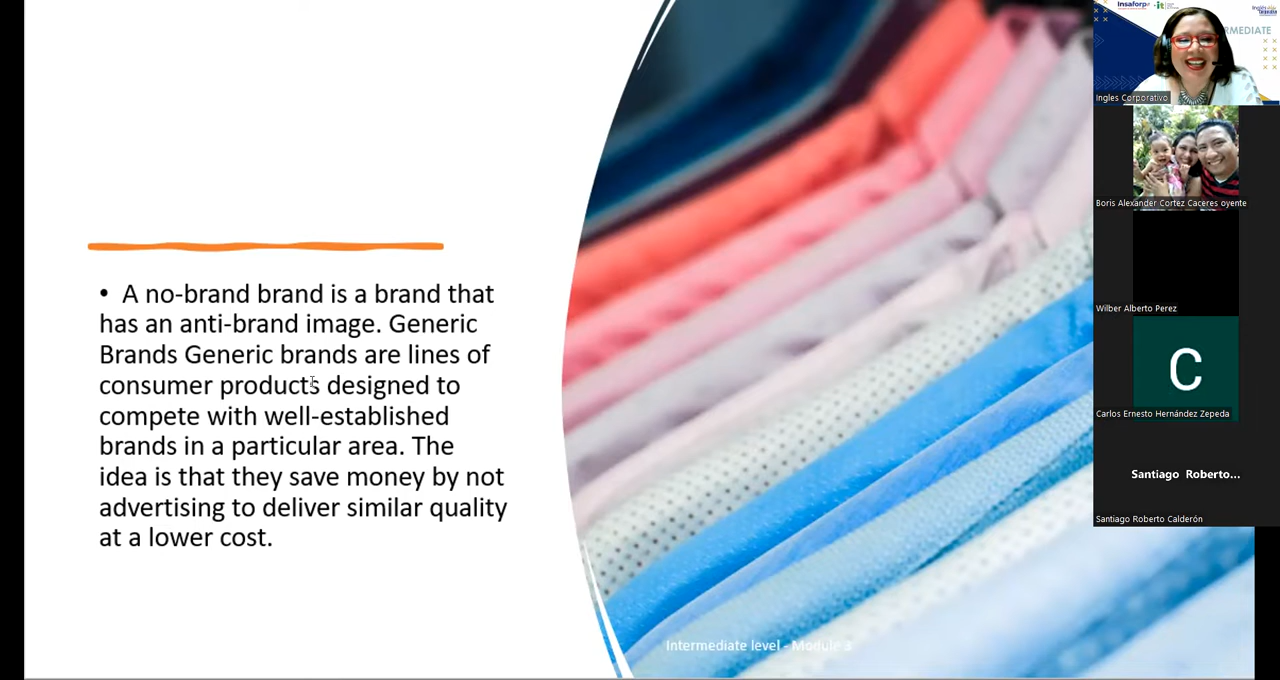 • A no-brand brand is a brand that
has an anti-brand image. Generic
Brands Generic brands are lines of
consumer products designed to
compete with well-established
brands in a particular area. The
idea is that they save money by not
advertising to deliver similar quality
at a lower cost.
Intermediate level - Module 3
Insaforp
RMEDIATE
Ingles Corporativo
Boris Alexander Cortez Caceres oyente
Wilber Alberto Perez
C
Carlos Ernesto Hernández Zepeda
Santiago Roberto...
Santiago Roberto Calderón